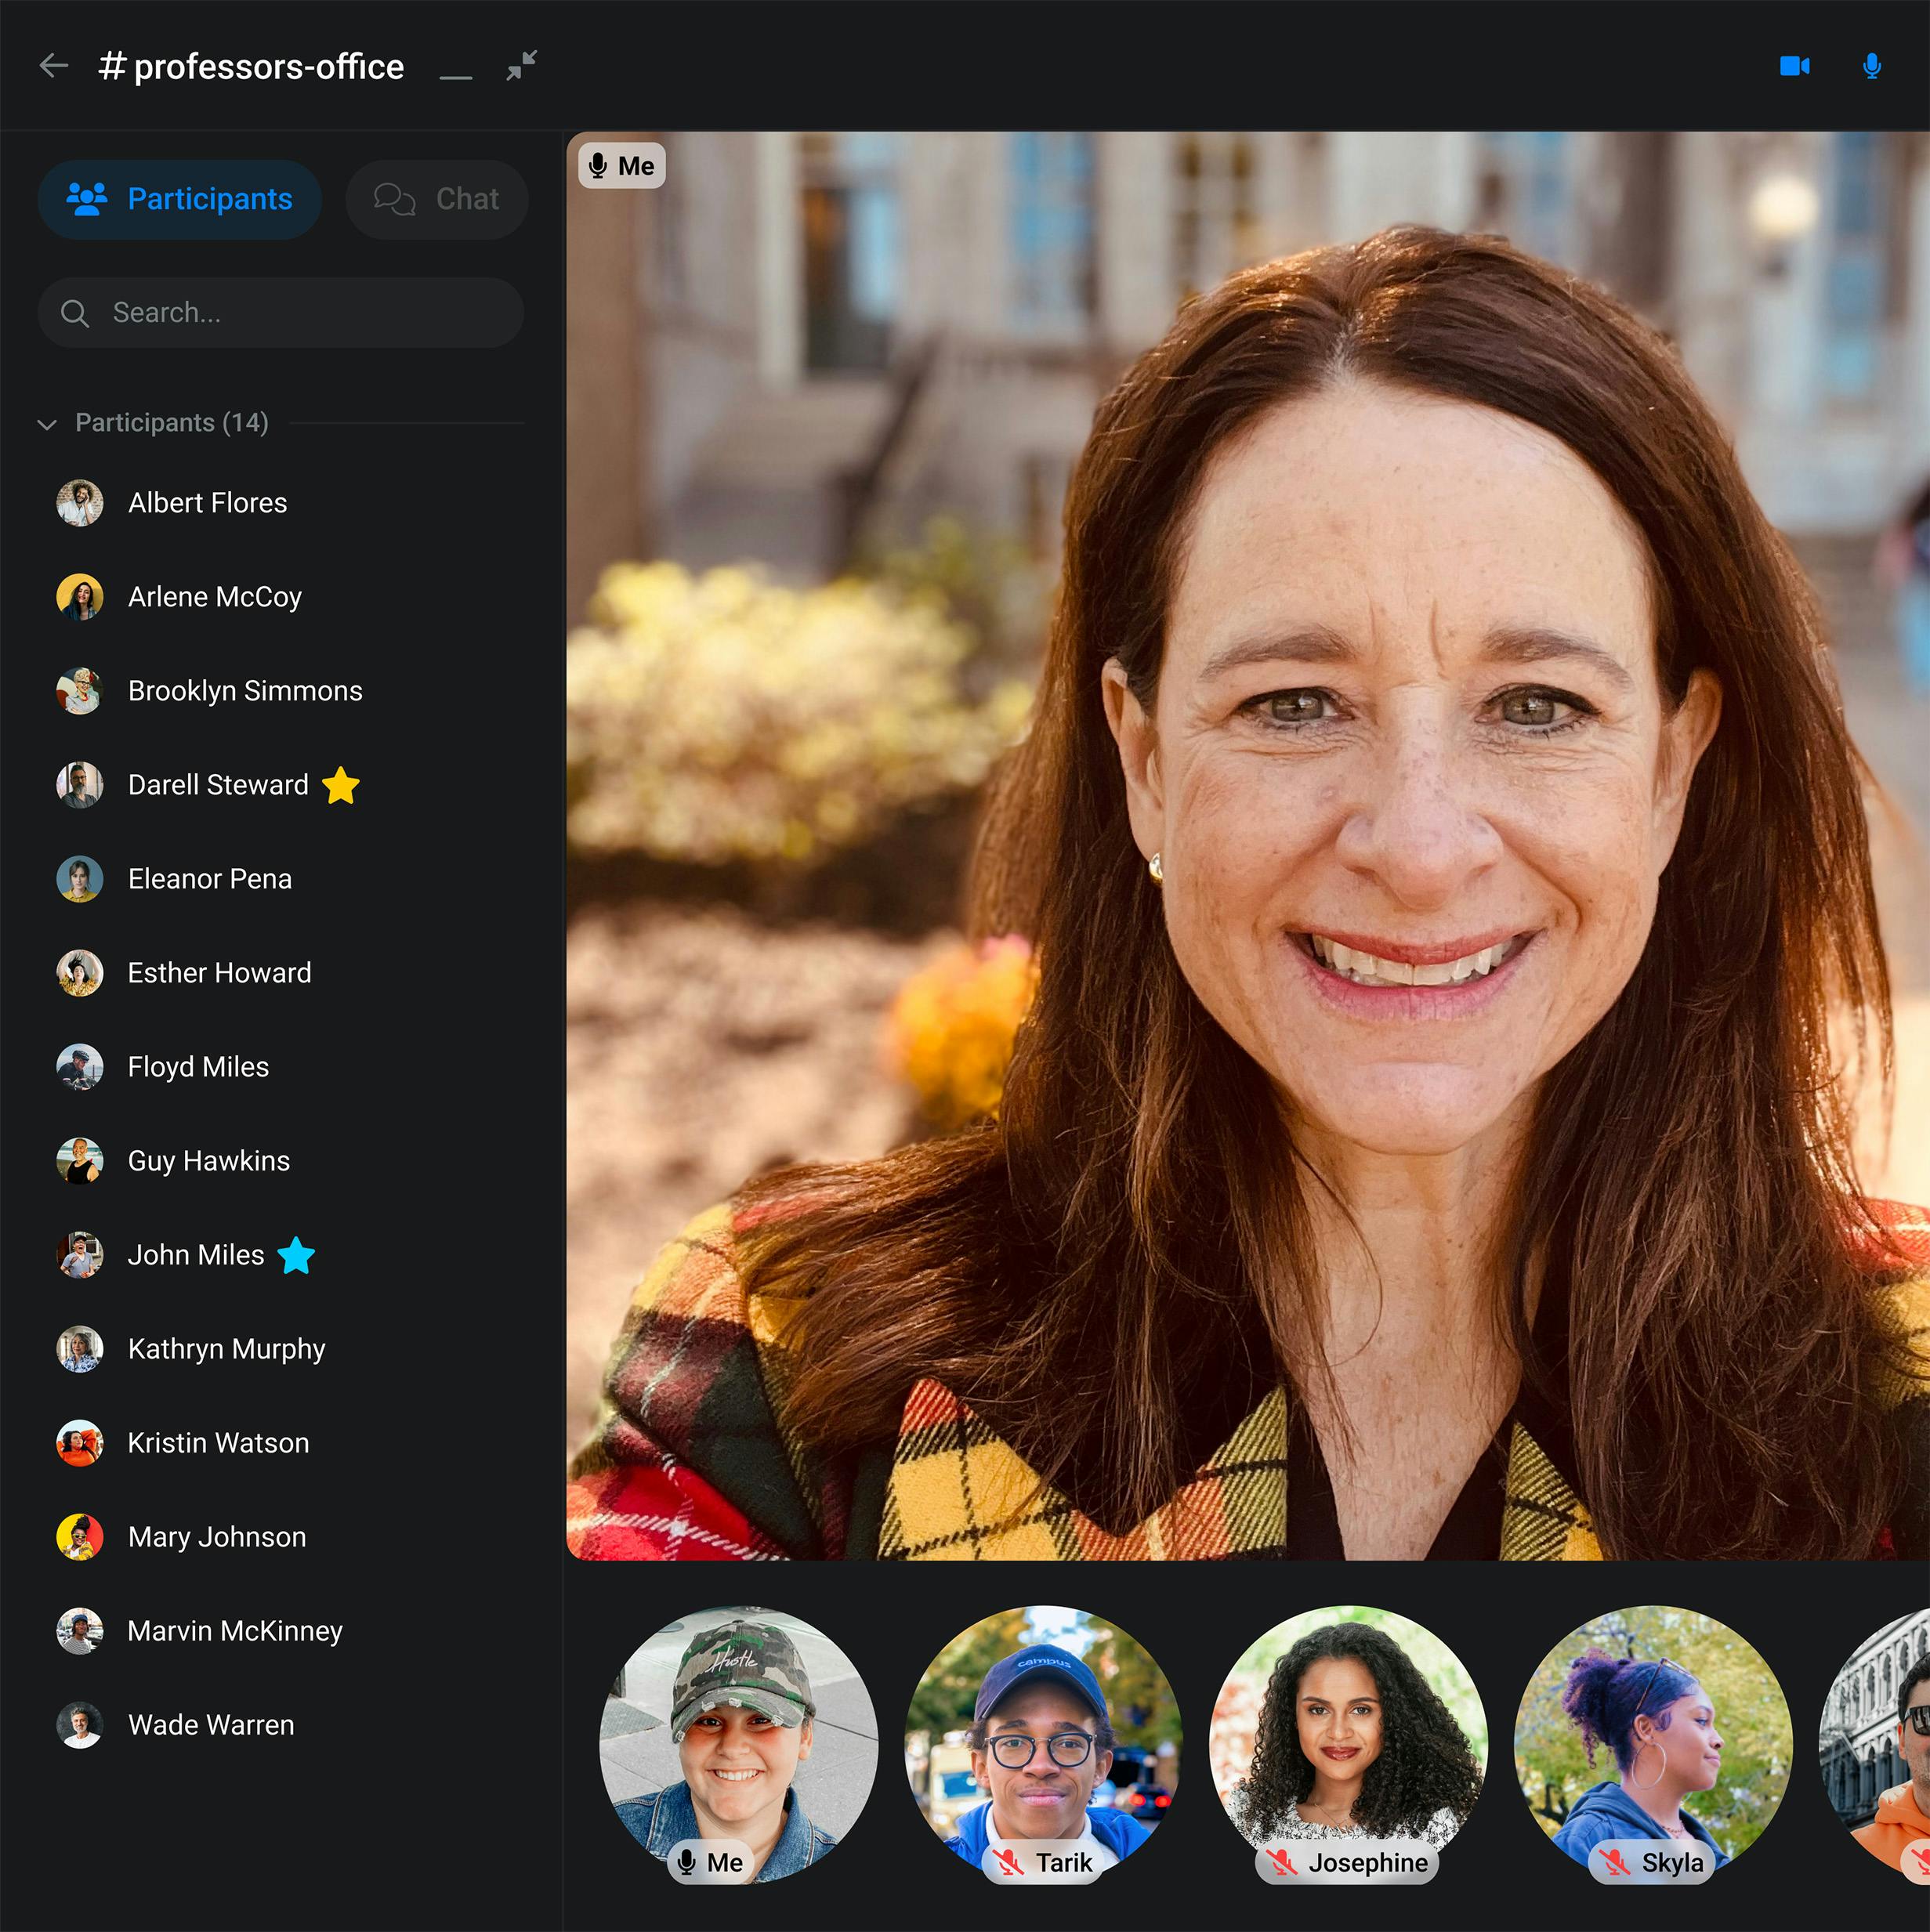 #professors-office
Participants
Chat
Search...
Participants (14)
Albert Flores
Arlene McCoy
Brooklyn Simmons
Darell Steward
Eleanor Pena
Esther Howard
Floyd Miles
Guy Hawkins
John Miles
Kathryn Murphy
Kristin Watson
Mary Johnson
Marvin McKinney
Wade Warren
Me
Hustle
campus
Me
Tarik
Josephine
Skyla